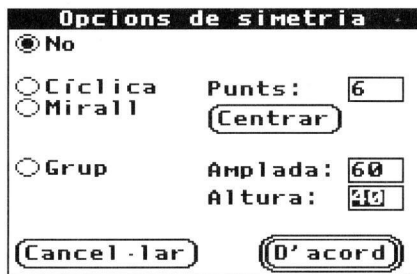 Opcions de simetria
No
Cíclica Punts: 6
Mirall (Centrar)
Grup Amplada: 60
Altura: 40
(Cancel·lar) (D'acord)